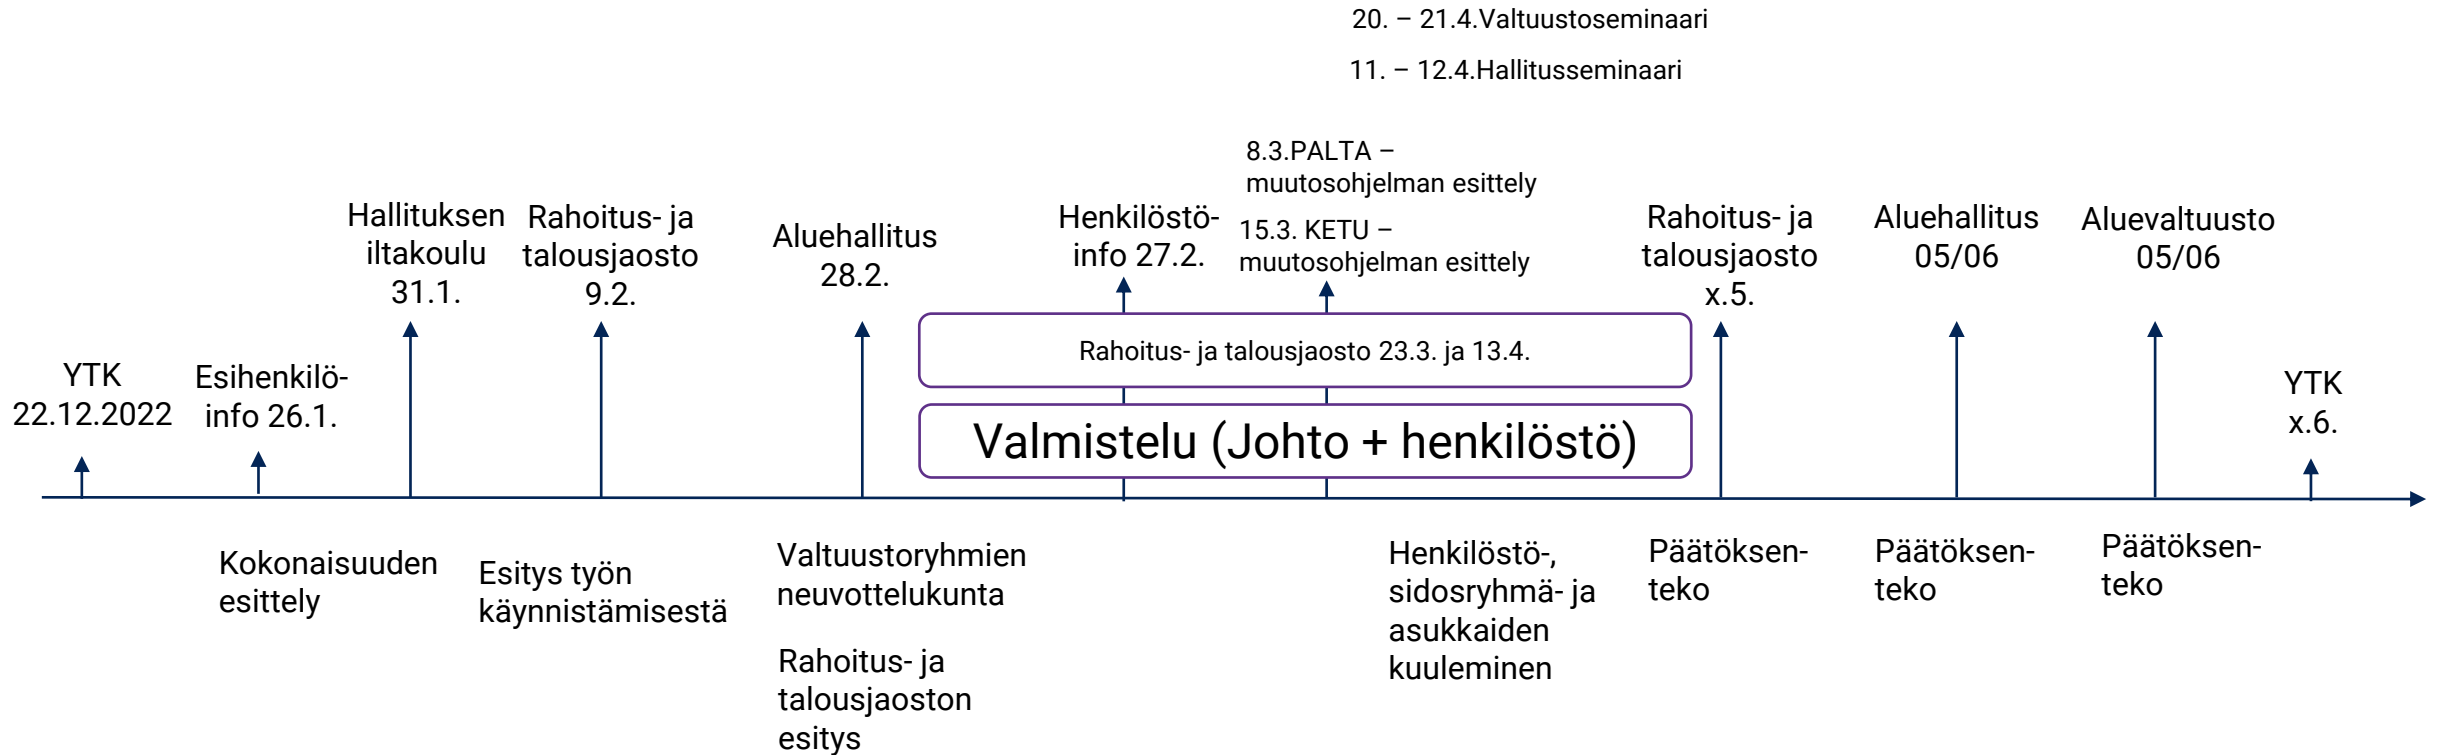 20. – 21.4.Valtuustoseminaari
11. – 12.4.Hallitusseminaari
8.3.PALTA –
muutosohjelman esittely
15.3. KETU –
muutosohjelman esittely
YTK
22.12.2022
Esihenkilö-
info 26.1.
Hallituksen
iltakoulu
31.1.
Rahoitus- ja
talousjaosto
9.2.
Aluehallitus
28.2.
Henkilöstö-
info 27.2.
Rahoitus- ja
talousjaosto
x.5.
Aluehallitus
05/06
Aluevaltuusto
05/06
YTK
x.6.
Rahoitus- ja talousjaosto 23.3. ja 13.4.
Valmistelu (Johto + henkilöstö)
Kokonaisuuden
esittely
Esitys työn
käynnistämisestä
Valtuustoryhmien
neuvottelukunta
Rahoitus- ja
talousjaoston
esitys
Henkilöstö-,
sidosryhmä- ja
asukkaiden
kuuleminen
Päätöksen-
teko
Päätöksen-
teko
Päätöksen-
teko